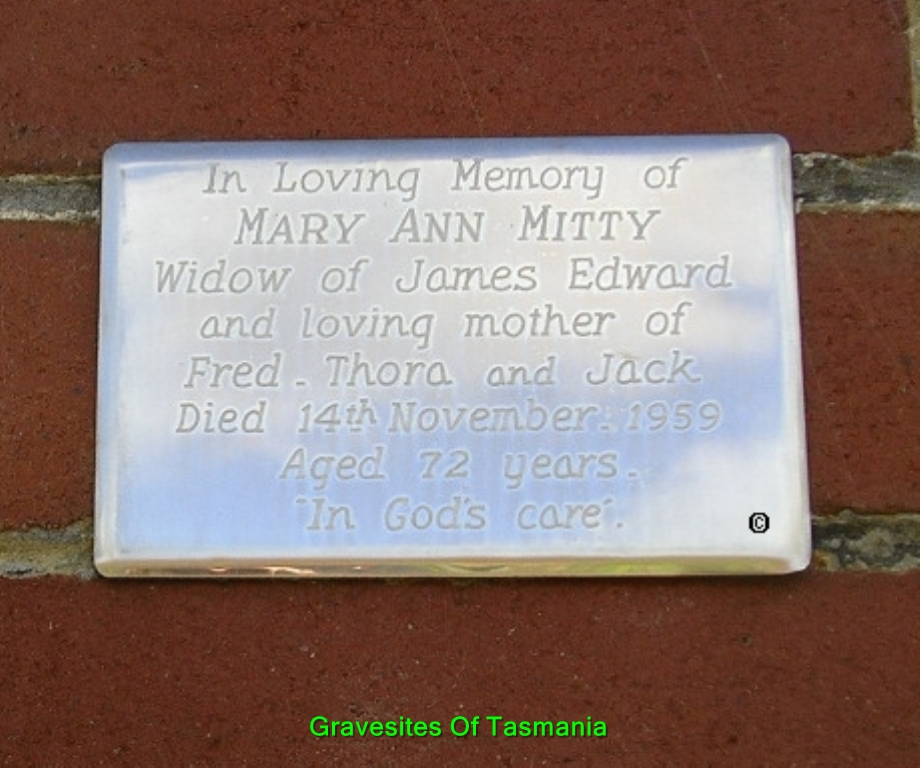 In Loving Memory of
MARY ANN MITTY
Widow of James Edward
and loving mother of
Fred - Thora and Jack
Died 14th November: 1959
Aged 72 years.
"In God's care".
©
Gravesites Of Tasmania